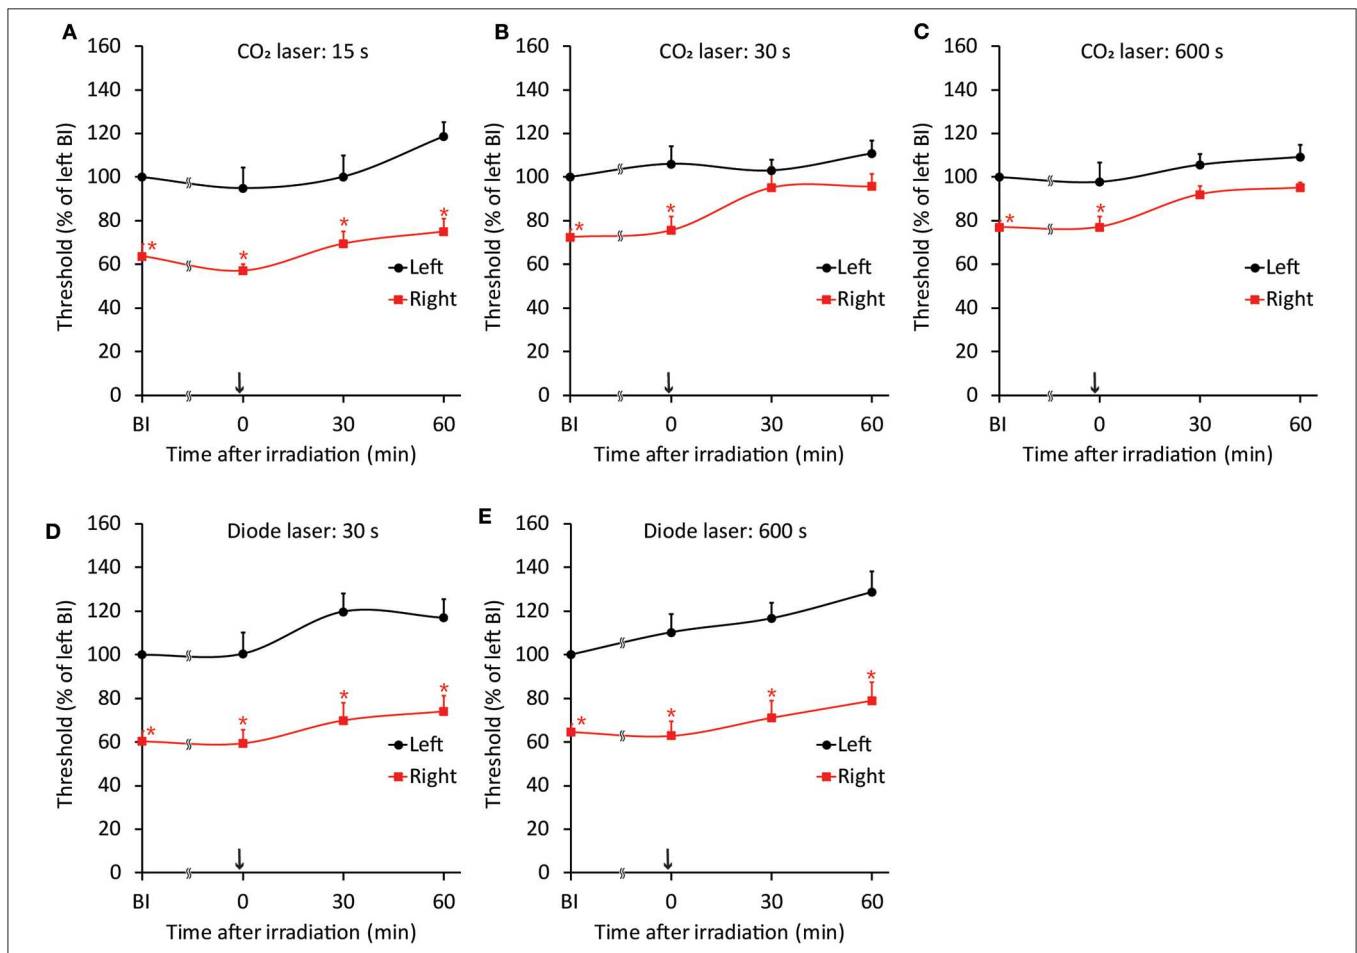 A
CO₂ laser: 15 s
Threshold (% of left BI)
160
140
120
100
80
60
40
20
0
* * * *
Left
Right
BI 0 30 60
Time after irradiation (min)
B
CO₂ laser: 30 s
Threshold (% of left BI)
160
140
120
100
80
60
40
20
0
* *
Left
Right
BI 0 30 60
Time after irradiation (min)
C
CO₂ laser: 600 s
Threshold (% of left BI)
160
140
120
100
80
60
40
20
0
* *
Left
Right
BI 0 30 60
Time after irradiation (min)
D
Diode laser: 30 s
Threshold (% of left BI)
160
140
120
100
80
60
40
20
0
* * * *
Left
Right
BI 0 30 60
Time after irradiation (min)
E
Diode laser: 600 s
Threshold (% of left BI)
160
140
120
100
80
60
40
20
0
* * * *
Left
Right
BI 0 30 60
Time after irradiation (min)